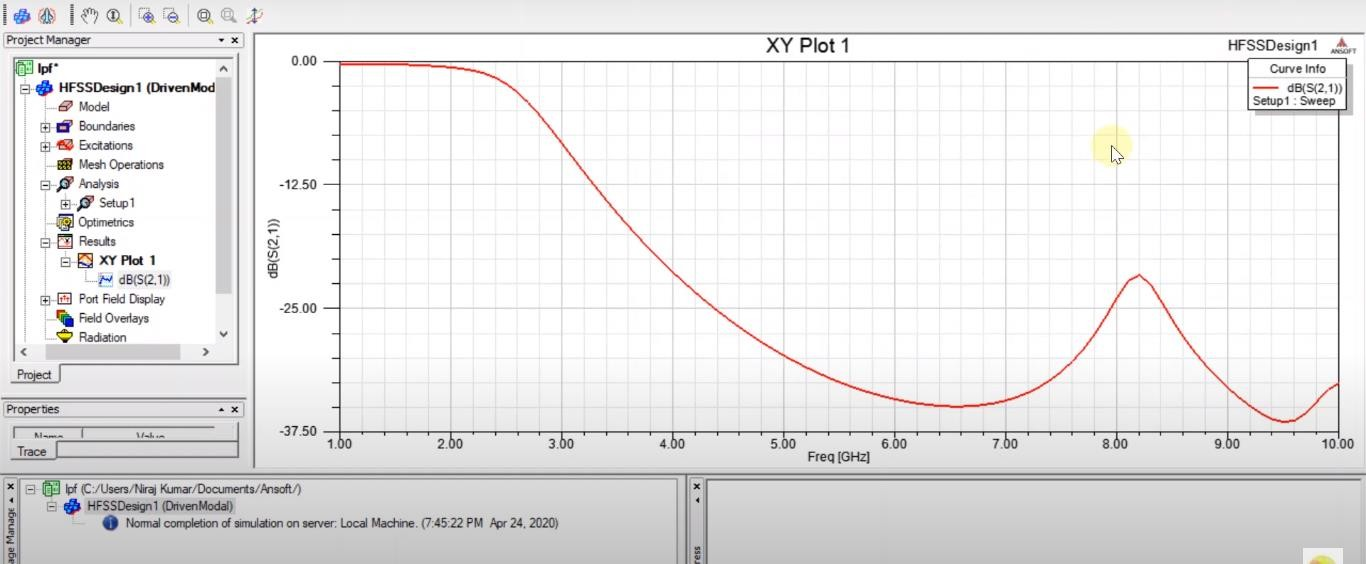 Project Manager
lpf*
HFSSDesign1 (DrivenMod
Model
Boundaries
Excitations
Mesh Operations
Analysis
Setup1
Optimetrics
Results
XY Plot 1
dB(S(2,1))
Port Field Display
Field Overlays
Radiation
Project
Properties
Name Value
Trace
XY Plot 1
HFSSDesign1
ANSOFT
Curve Info
dB(S(2,1))
Setup1 : Sweep
0.00
-12.50
-25.00
-37.50
dB(S(2,1))
1.00 2.00 3.00 4.00 5.00 6.00 7.00 8.00 9.00 10.00
Freq [GHz]
lpf (C:/Users/Niraj Kumar/Documents/Ansoft/)
HFSSDesign1 (DrivenModal)
Normal completion of simulation on server: Local Machine. (7:45:22 PM Apr 24, 2020)
age Manage
ress